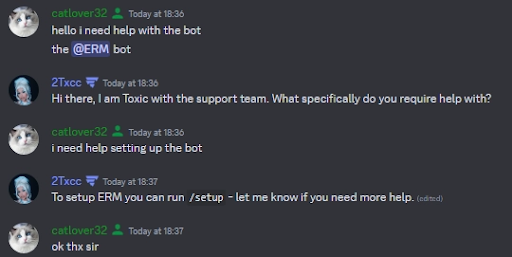 catlover32 Today at 18:36
hello i need help with the bot
the @ERM bot
2Txcc Today at 18:36
Hi there, I am Toxic with the support team. What specifically do you require help with?
catlover32 Today at 18:36
i need help setting up the bot
2Txcc Today at 18:37
To setup ERM you can run /setup - let me know if you need more help. (edited)
catlover32 Today at 18:37
ok thx sir